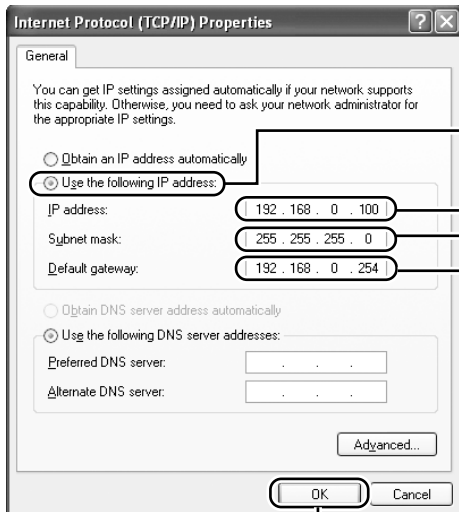 Internet Protocol (TCP/IP) Properties
General
You can get IP settings assigned automatically if your network supports
this capability. Otherwise, you need to ask your network administrator for
the appropriate IP settings.
Obtain an IP address automatically
Use the following IP address:
IP address: 192 . 168 . 0 . 100
Subnet mask: 255 . 255 . 255 . 0
Default gateway: 192 . 168 . 0 . 254
Obtain DNS server address automatically
Use the following DNS server addresses:
Preferred DNS server: . . .
Alternate DNS server: . . .
Advanced...
OK Cancel